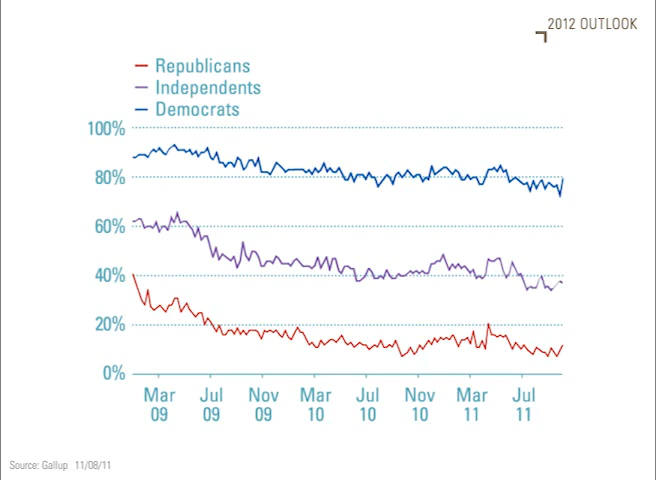 2012 OUTLOOK
Republicans
Independents
Democrats
100%
80%
60%
40%
20%
0%
Mar Jul Nov Mar Jul Nov Mar Jul
09 09 09 10 10 10 11 11
Source: Gallup 11/08/11